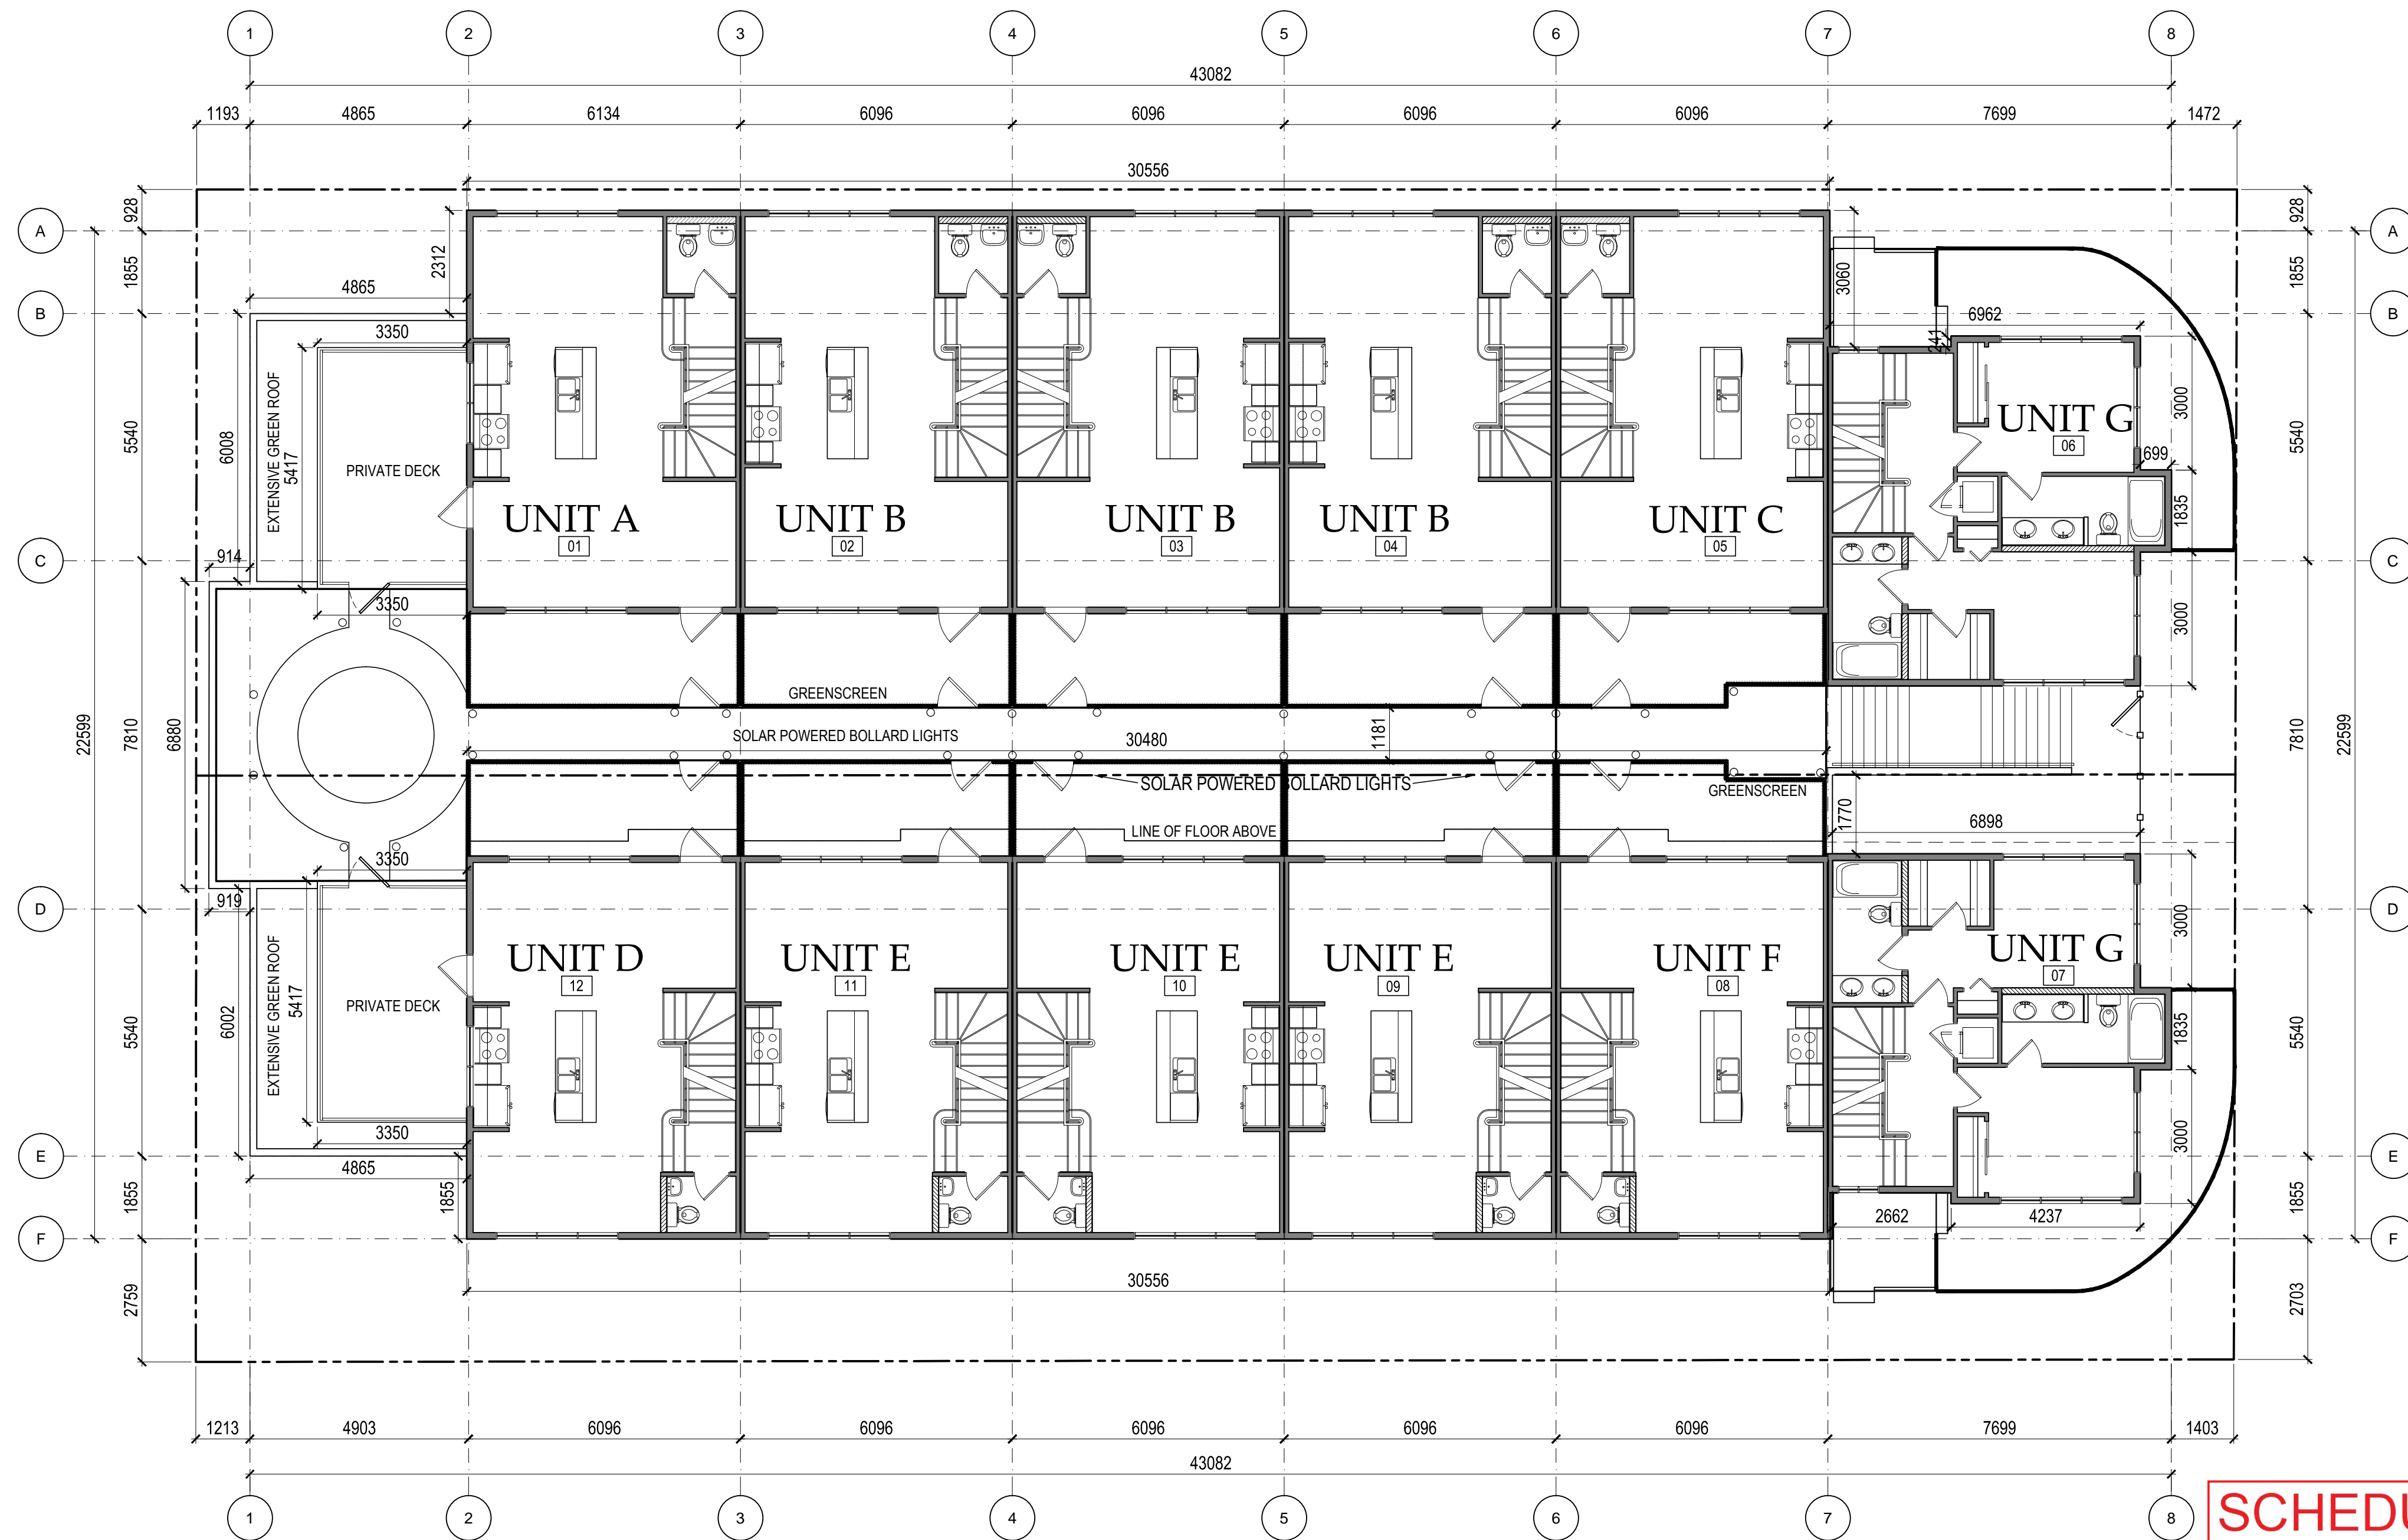 1 2 3 4 5 6 7 8
43082
1193 4865 6134 6096 6096 6096 6096 7699 1472
30556
928 928
A A
1855 2312 3060 1855
4865
B B
6962
3350 241
5540 6008 EXTENSIVE GREEN ROOF 5417 3000 5540
UNIT G
06
PRIVATE DECK 699
UNIT A UNIT B UNIT B UNIT B UNIT C 1835
01 02 03 04 05
914
C C
3350 3000
GREENSCREEN
22599 7810 6880 7810 22599
SOLAR POWERED BOLLARD LIGHTS 30480 1181
SOLAR POWERED BOLLARD LIGHTS GREENSCREEN
LINE OF FLOOR ABOVE 1770 6898
3350
919
D D
3000
UNIT D UNIT E UNIT E UNIT E UNIT F UNIT G
12 11 10 09 08 07
PRIVATE DECK
5540 6002 EXTENSIVE GREEN ROOF 5417 1835 5540
3350 3000
E E
4865
1855 1855 2662 4237 1855
F F
30556
2759 2703
1213 4903 6096 6096 6096 6096 6096 7699 1403
43082
1 2 3 4 5 6 7 8